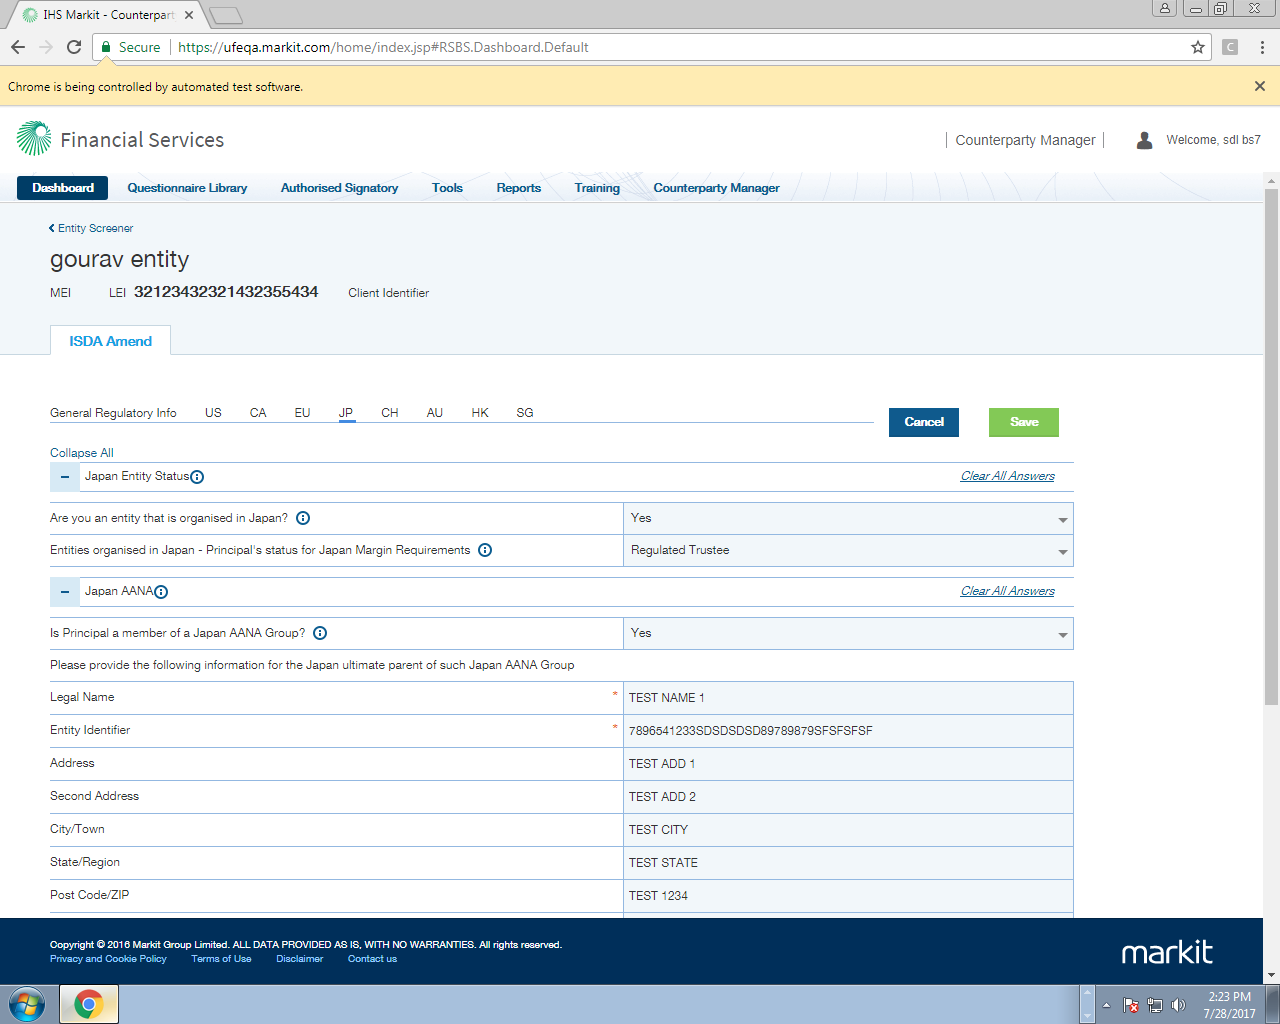 IHS Markit - Counterpart
Secure
https://ufeqa.markit.com/home/index.jsp#RSBS.Dashboard.Default
C
Chrome is being controlled by automated test software.
Financial Services
Counterparty Manager
Welcome, sdl bs7
Dashboard
Questionnaire Library
Authorised Signatory
Tools
Reports
Training
Counterparty Manager
Entity Screener
gourav entity
MEI LEI 32123432321432355434 Client Identifier
ISDA Amend
General Regulatory Info US CA EU JP CH AU HK SG
Cancel
Save
Collapse All
Japan Entity Status
Clear All Answers
Are you an entity that is organised in Japan? Yes
Entities organised in Japan - Principal's status for Japan Margin Requirements Regulated Trustee
Japan AANA
Clear All Answers
Is Principal a member of a Japan AANA Group? Yes
Please provide the following information for the Japan ultimate parent of such Japan AANA Group
Legal Name * TEST NAME 1
Entity Identifier * 7896541233SDSDSDSD89789879SFSFSFSF
Address TEST ADD 1
Second Address TEST ADD 2
City/Town TEST CITY
State/Region TEST STATE
Post Code/ZIP TEST 1234
Copyright © 2016 Markit Group Limited. ALL DATA PROVIDED AS IS, WITH NO WARRANTIES. All rights reserved.
Privacy and Cookie Policy Terms of Use Disclaimer Contact us
markit
2:23 PM
7/28/2017